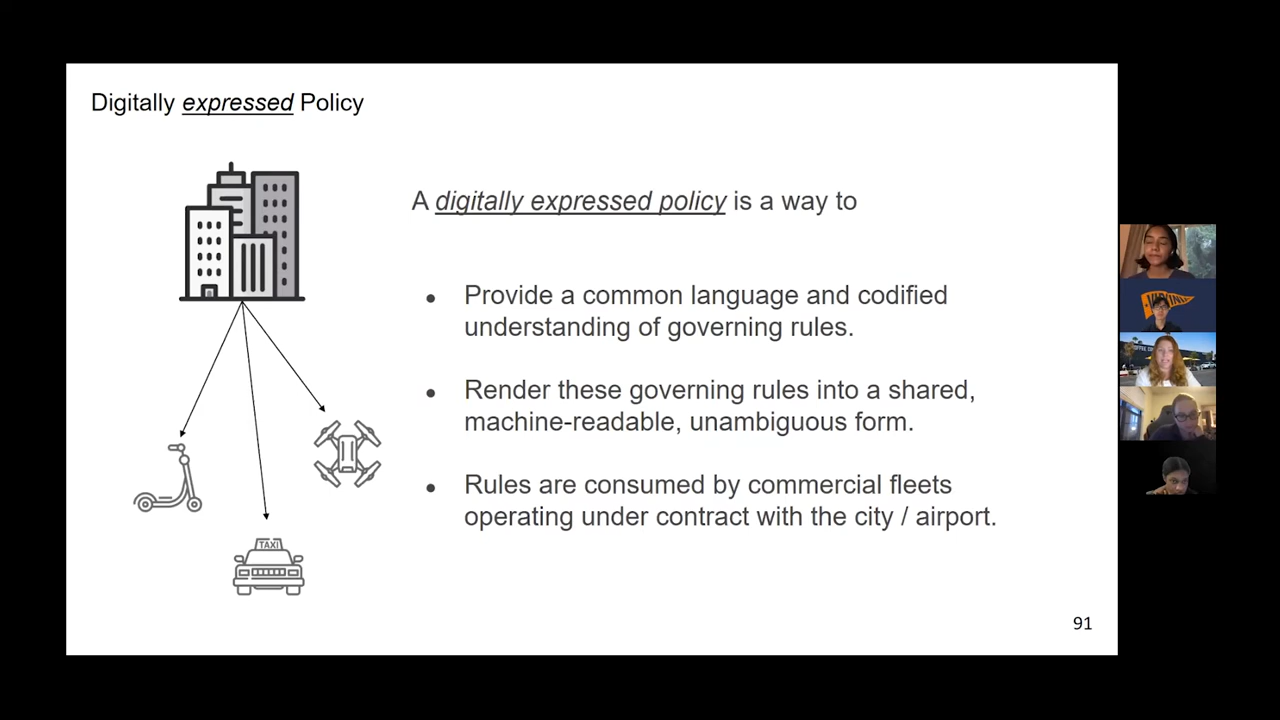 Digitally expressed Policy
A digitally expressed policy is a way to
● Provide a common language and codified
understanding of governing rules.
● Render these governing rules into a shared,
machine-readable, unambiguous form.
● Rules are consumed by commercial fleets
operating under contract with the city / airport.
TAXI
91